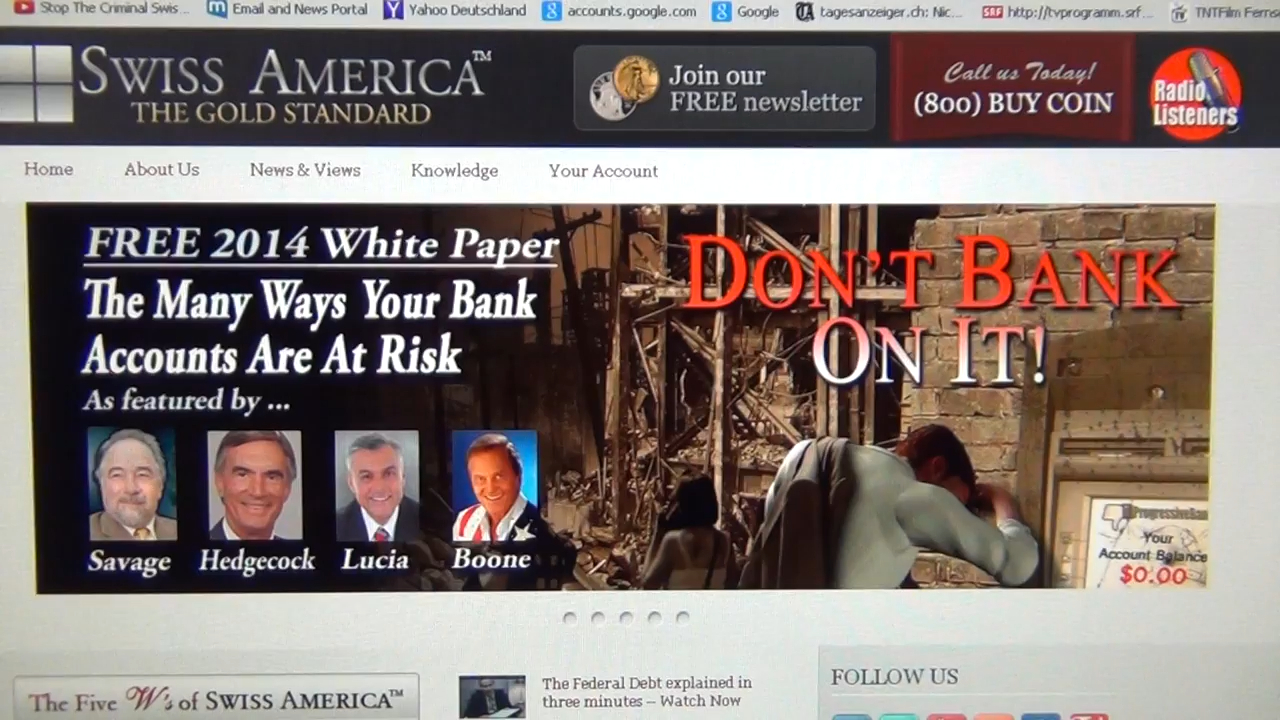 Stop The Criminal Swis...
Email and News Portal
Yahoo Deutschland
accounts.google.com
Google
tagesanzeiger.ch: Nic...
SRF http://tvprogramm.srf...
TNTFilm Ferns
SWISS AMERICA™
THE GOLD STANDARD
Join our
FREE newsletter
Call us Today!
(800) BUY COIN
Radio
Listeners
Home
About Us
News & Views
Knowledge
Your Account
FREE 2014 White Paper
The Many Ways Your Bank
Accounts Are At Risk
As featured by ...
Savage
Hedgecock
Lucia
Boone
DON'T BANK
ON IT!
ProgressiveBan
Your
Account Balance
$0.00
The Five W's of SWISS AMERICA™
The Federal Debt explained in
three minutes – Watch Now
FOLLOW US